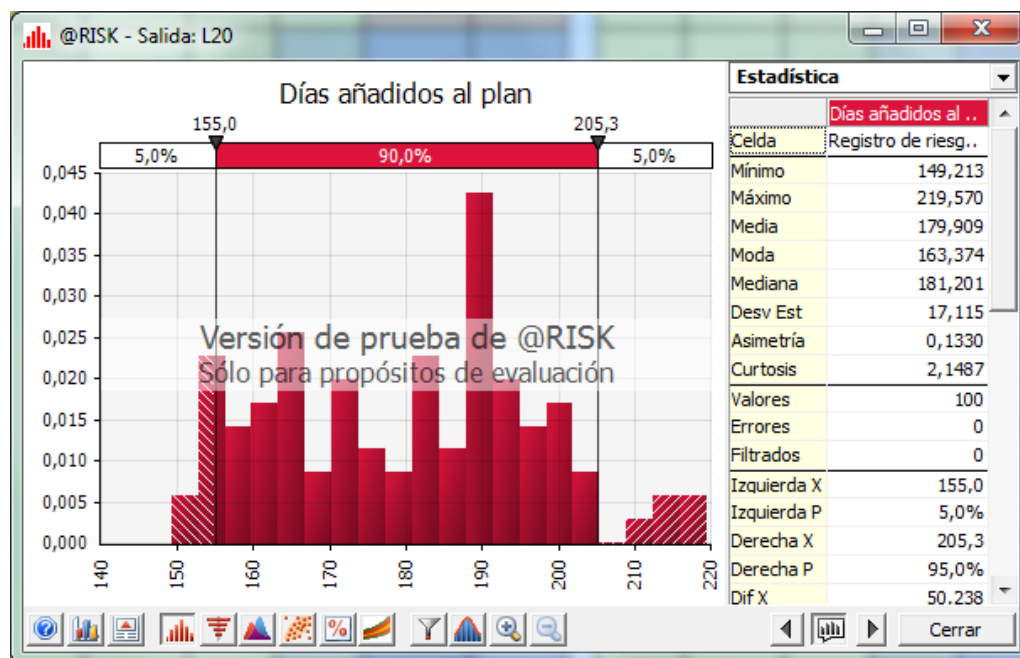 @RISK - Salida: L20
Días añadidos al plan
155,0 205,3
5,0% 90,0% 5,0%
0,045
0,040
0,035
0,030
0,025
0,020
0,015
0,010
0,005
0,000
Versión de prueba de @RISK
Sólo para propósitos de evaluación
140 150 160 170 180 190 200 210 220
Estadística
Días añadidos al ..
Celda Registro de riesg..
Mínimo 149,213
Máximo 219,570
Media 179,909
Moda 163,374
Mediana 181,201
Desv Est 17,115
Asimetría 0,1330
Curtosis 2,1487
Valores 100
Errores 0
Filtrados 0
Izquierda X 155,0
Izquierda P 5,0%
Derecha X 205,3
Derecha P 95,0%
Dif X 50,238
Cerrar